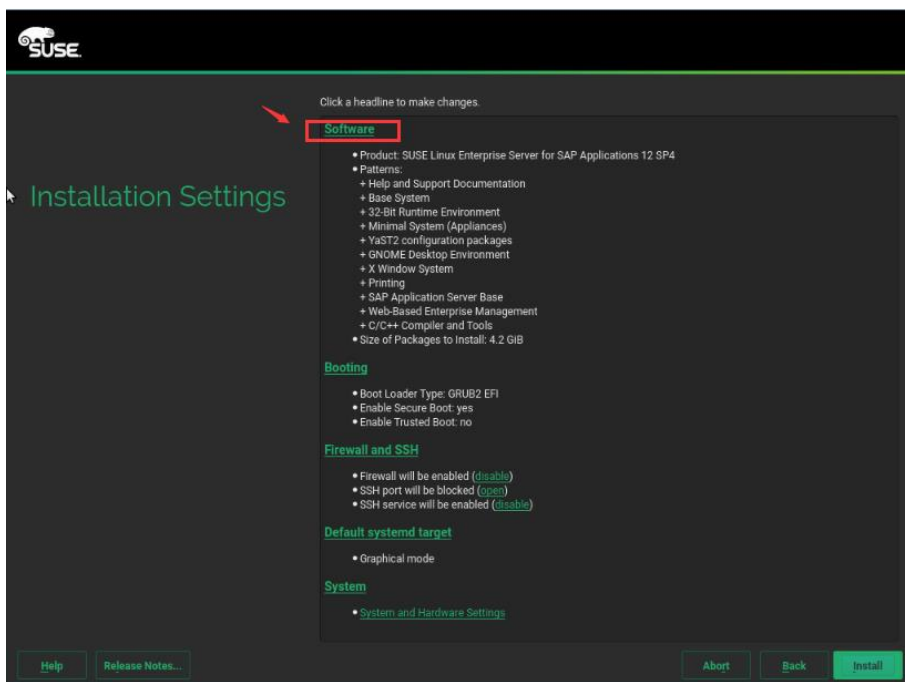 SUSE.
Click a headline to make changes.
Software
• Product: SUSE Linux Enterprise Server for SAP Applications 12 SP4
• Patterns:
+ Help and Support Documentation
+ Base System
+ 32-Bit Runtime Environment
+ Minimal System (Appliances)
+ YaST2 configuration packages
+ GNOME Desktop Environment
+ X Window System
+ Printing
+ SAP Application Server Base
+ Web-Based Enterprise Management
+ C/C++ Compiler and Tools
• Size of Packages to Install: 4.2 GiB
Installation Settings
Booting
• Boot Loader Type: GRUB2 EFI
• Enable Secure Boot: yes
• Enable Trusted Boot: no
Firewall and SSH
• Firewall will be enabled (disable)
• SSH port will be blocked (open)
• SSH service will be enabled (disable)
Default systemd target
• Graphical mode
System
• System and Hardware Settings
Help
Release Notes...
Abort
Back
Install